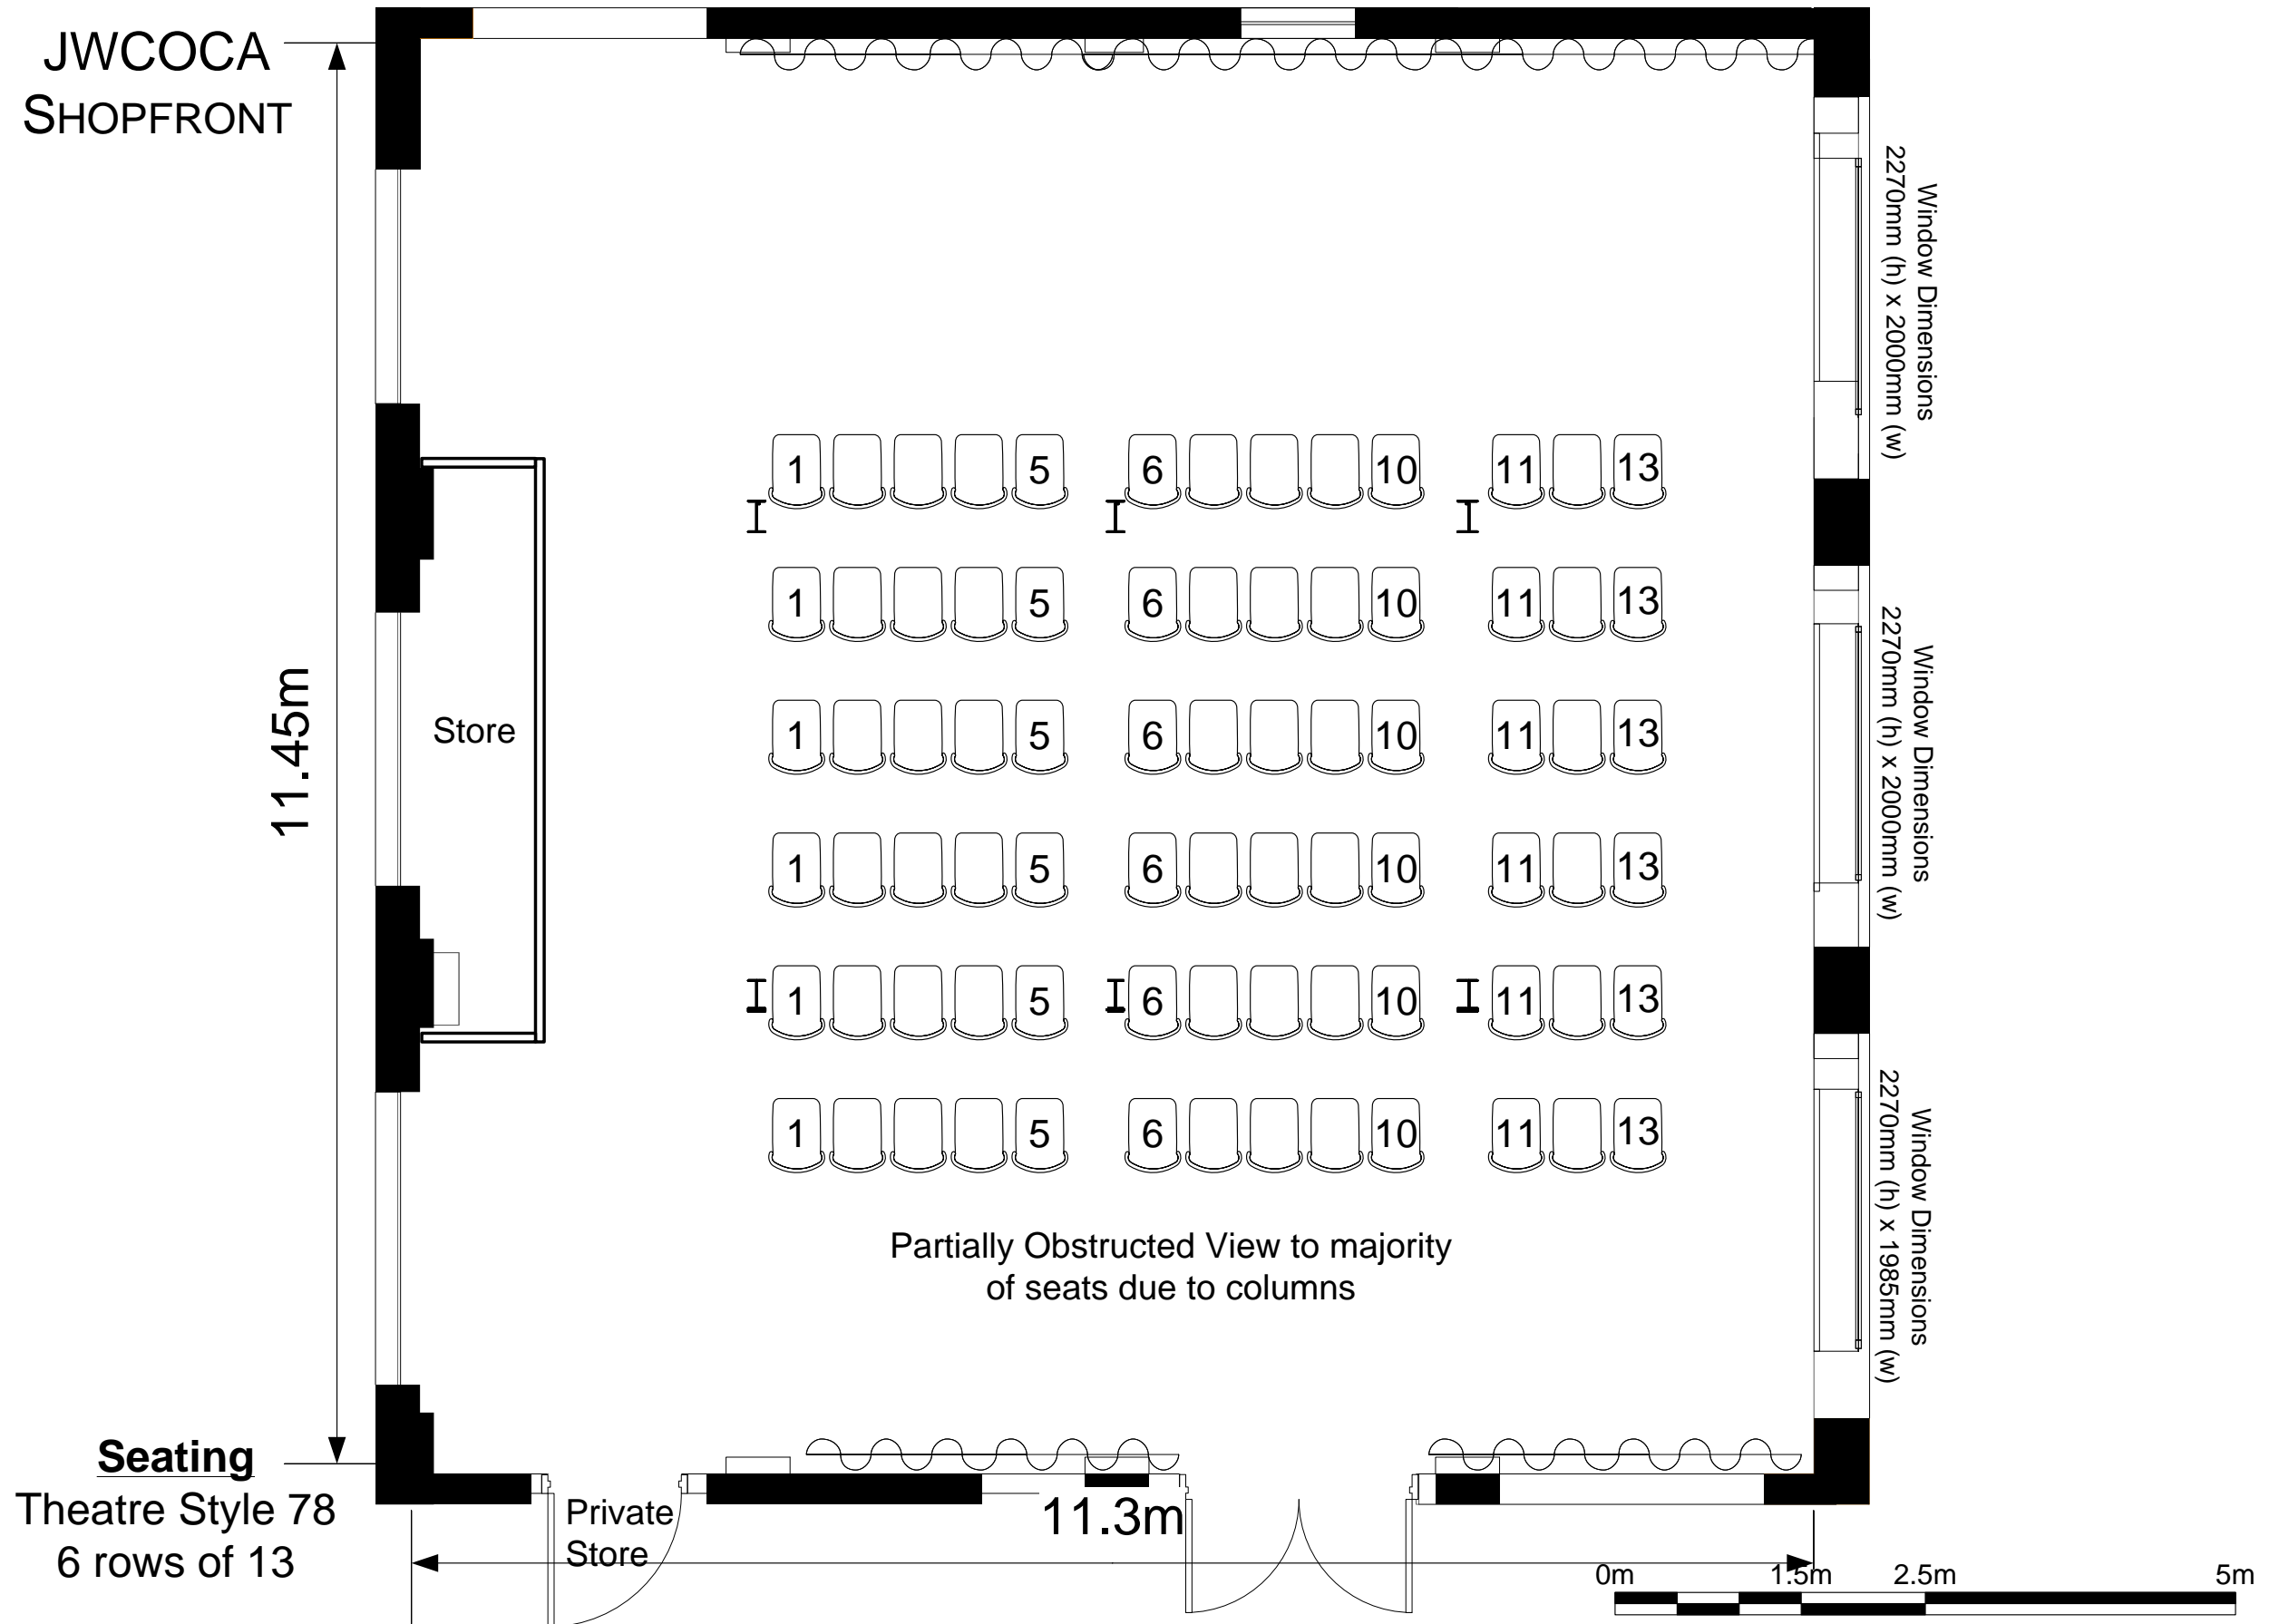 JWCOCA
SHOPFRONT
2270mm (h) x 2000mm (w)
Window Dimensions
1 5 6 10 11 13
1 5 6 10 11 13
11.45m
Store
1 5 6 10 11 13
2270mm (h) x 2000mm (w)
Window Dimensions
1 5 6 10 11 13
1 5 6 10 11 13
1 5 6 10 11 13
2270mm (h) x 1985mm (w)
Window Dimensions
Partially Obstructed View to majority
of seats due to columns
Seating
Theatre Style 78
6 rows of 13
Private
Store
11.3m
0m 1.5m 2.5m 5m